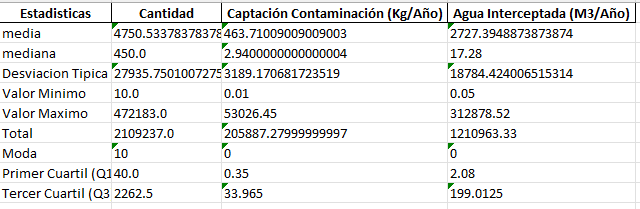 Estadisticas Cantidad Captación Contaminación (Kg/Año) Agua Interceptada (M3/Año)
media 4750.53378378378 463.71009009009003 2727.3948873873874
mediana 450.0 2.9400000000000004 17.28
Desviacion Tipica 27935.7501007275 3189.170681723519 18784.424006515314
Valor Minimo 10.0 0.01 0.05
Valor Maximo 472183.0 53026.45 312878.52
Total 2109237.0 205887.27999999997 1210963.33
Moda 10 0 0
Primer Cuartil (Q1 40.0 0.35 2.08
Tercer Cuartil (Q3 2262.5 33.965 199.0125